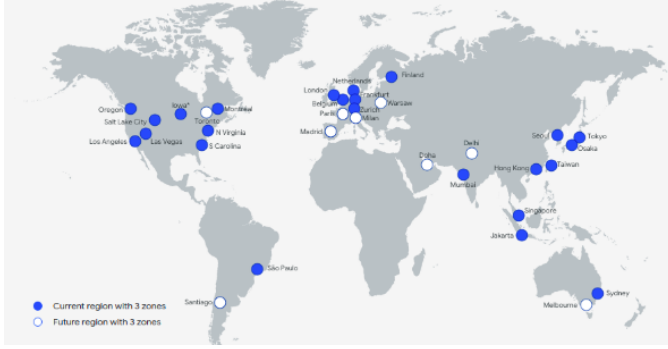 Finland
Netherlands
London
Frankfurt
Belgium
Warsaw
Zurich
Paris
Milan
Madrid
Oregon
Iowa*
Montréal
Salt Lake City
Toronto
N Virginia
Los Angeles
Las Vegas
S Carolina
Doha
Delhi
Mumbai
Seoul
Tokyo
Osaka
Hong Kong
Taiwan
Singapore
Jakarta
São Paulo
Santiago
Sydney
Melbourne
Current region with 3 zones
Future region with 3 zones